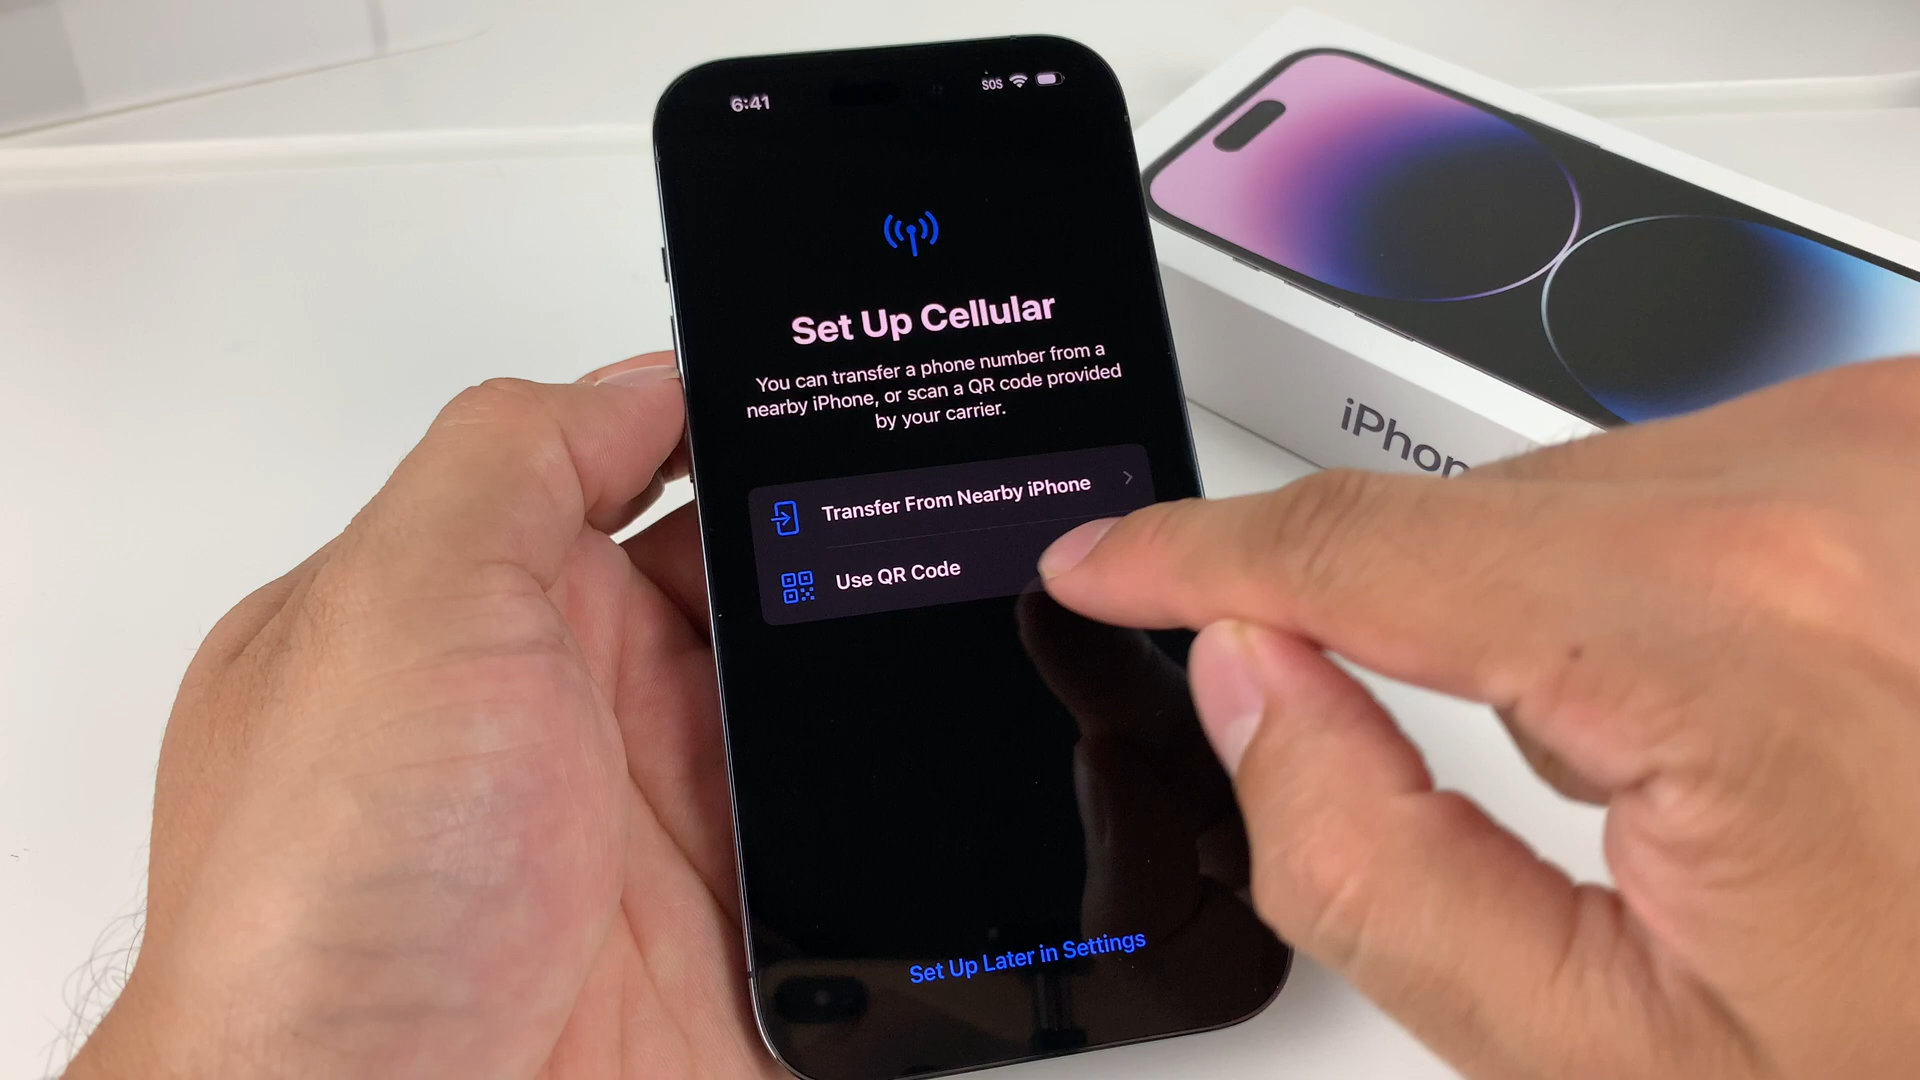 6:41
SOS
Set Up Cellular
You can transfer a phone number from a
nearby iPhone, or scan a QR code provided
by your carrier.
Transfer From Nearby iPhone
Use QR Code
Set Up Later in Settings
iPhon